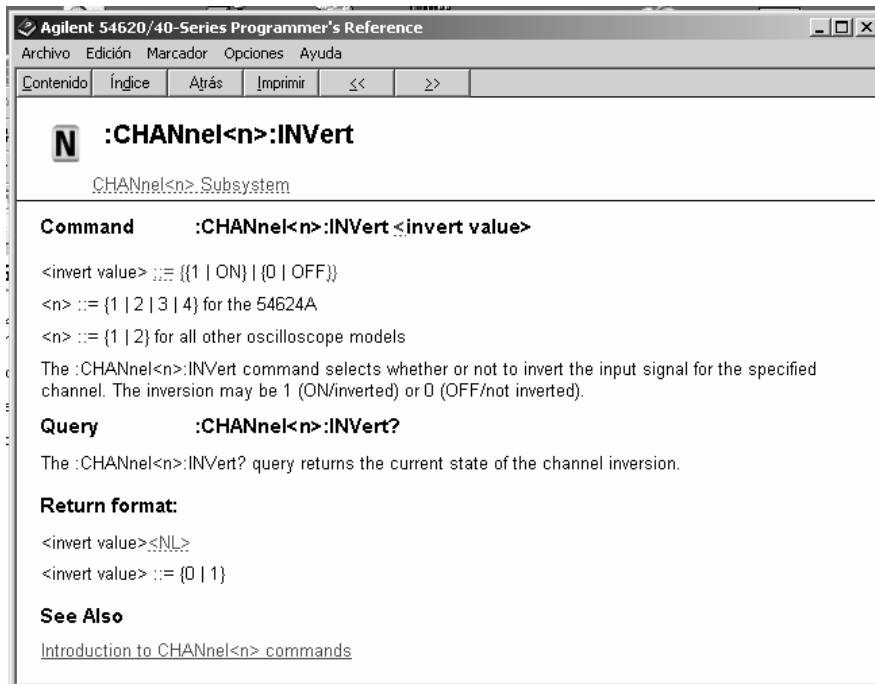 Agilent 54620/40-Series Programmer's Reference
Archivo Edición Marcador Opciones Ayuda
Contenido Índice Atrás Imprimir << >>
N :CHANnel<n>:INVert
CHANnel<n> Subsystem
Command :CHANnel<n>:INVert <invert value>
<invert value> ::= {{1 | ON} | {0 | OFF}}
<n> ::= {1 | 2 | 3 | 4} for the 54624A
<n> ::= {1 | 2} for all other oscilloscope models
The :CHANnel<n>:INVert command selects whether or not to invert the input signal for the specified
channel. The inversion may be 1 (ON/inverted) or 0 (OFF/not inverted).
Query :CHANnel<n>:INVert?
The :CHANnel<n>:INVert? query returns the current state of the channel inversion.
Return format:
<invert value><NL>
<invert value> ::= {0 | 1}
See Also
Introduction to CHANnel<n> commands